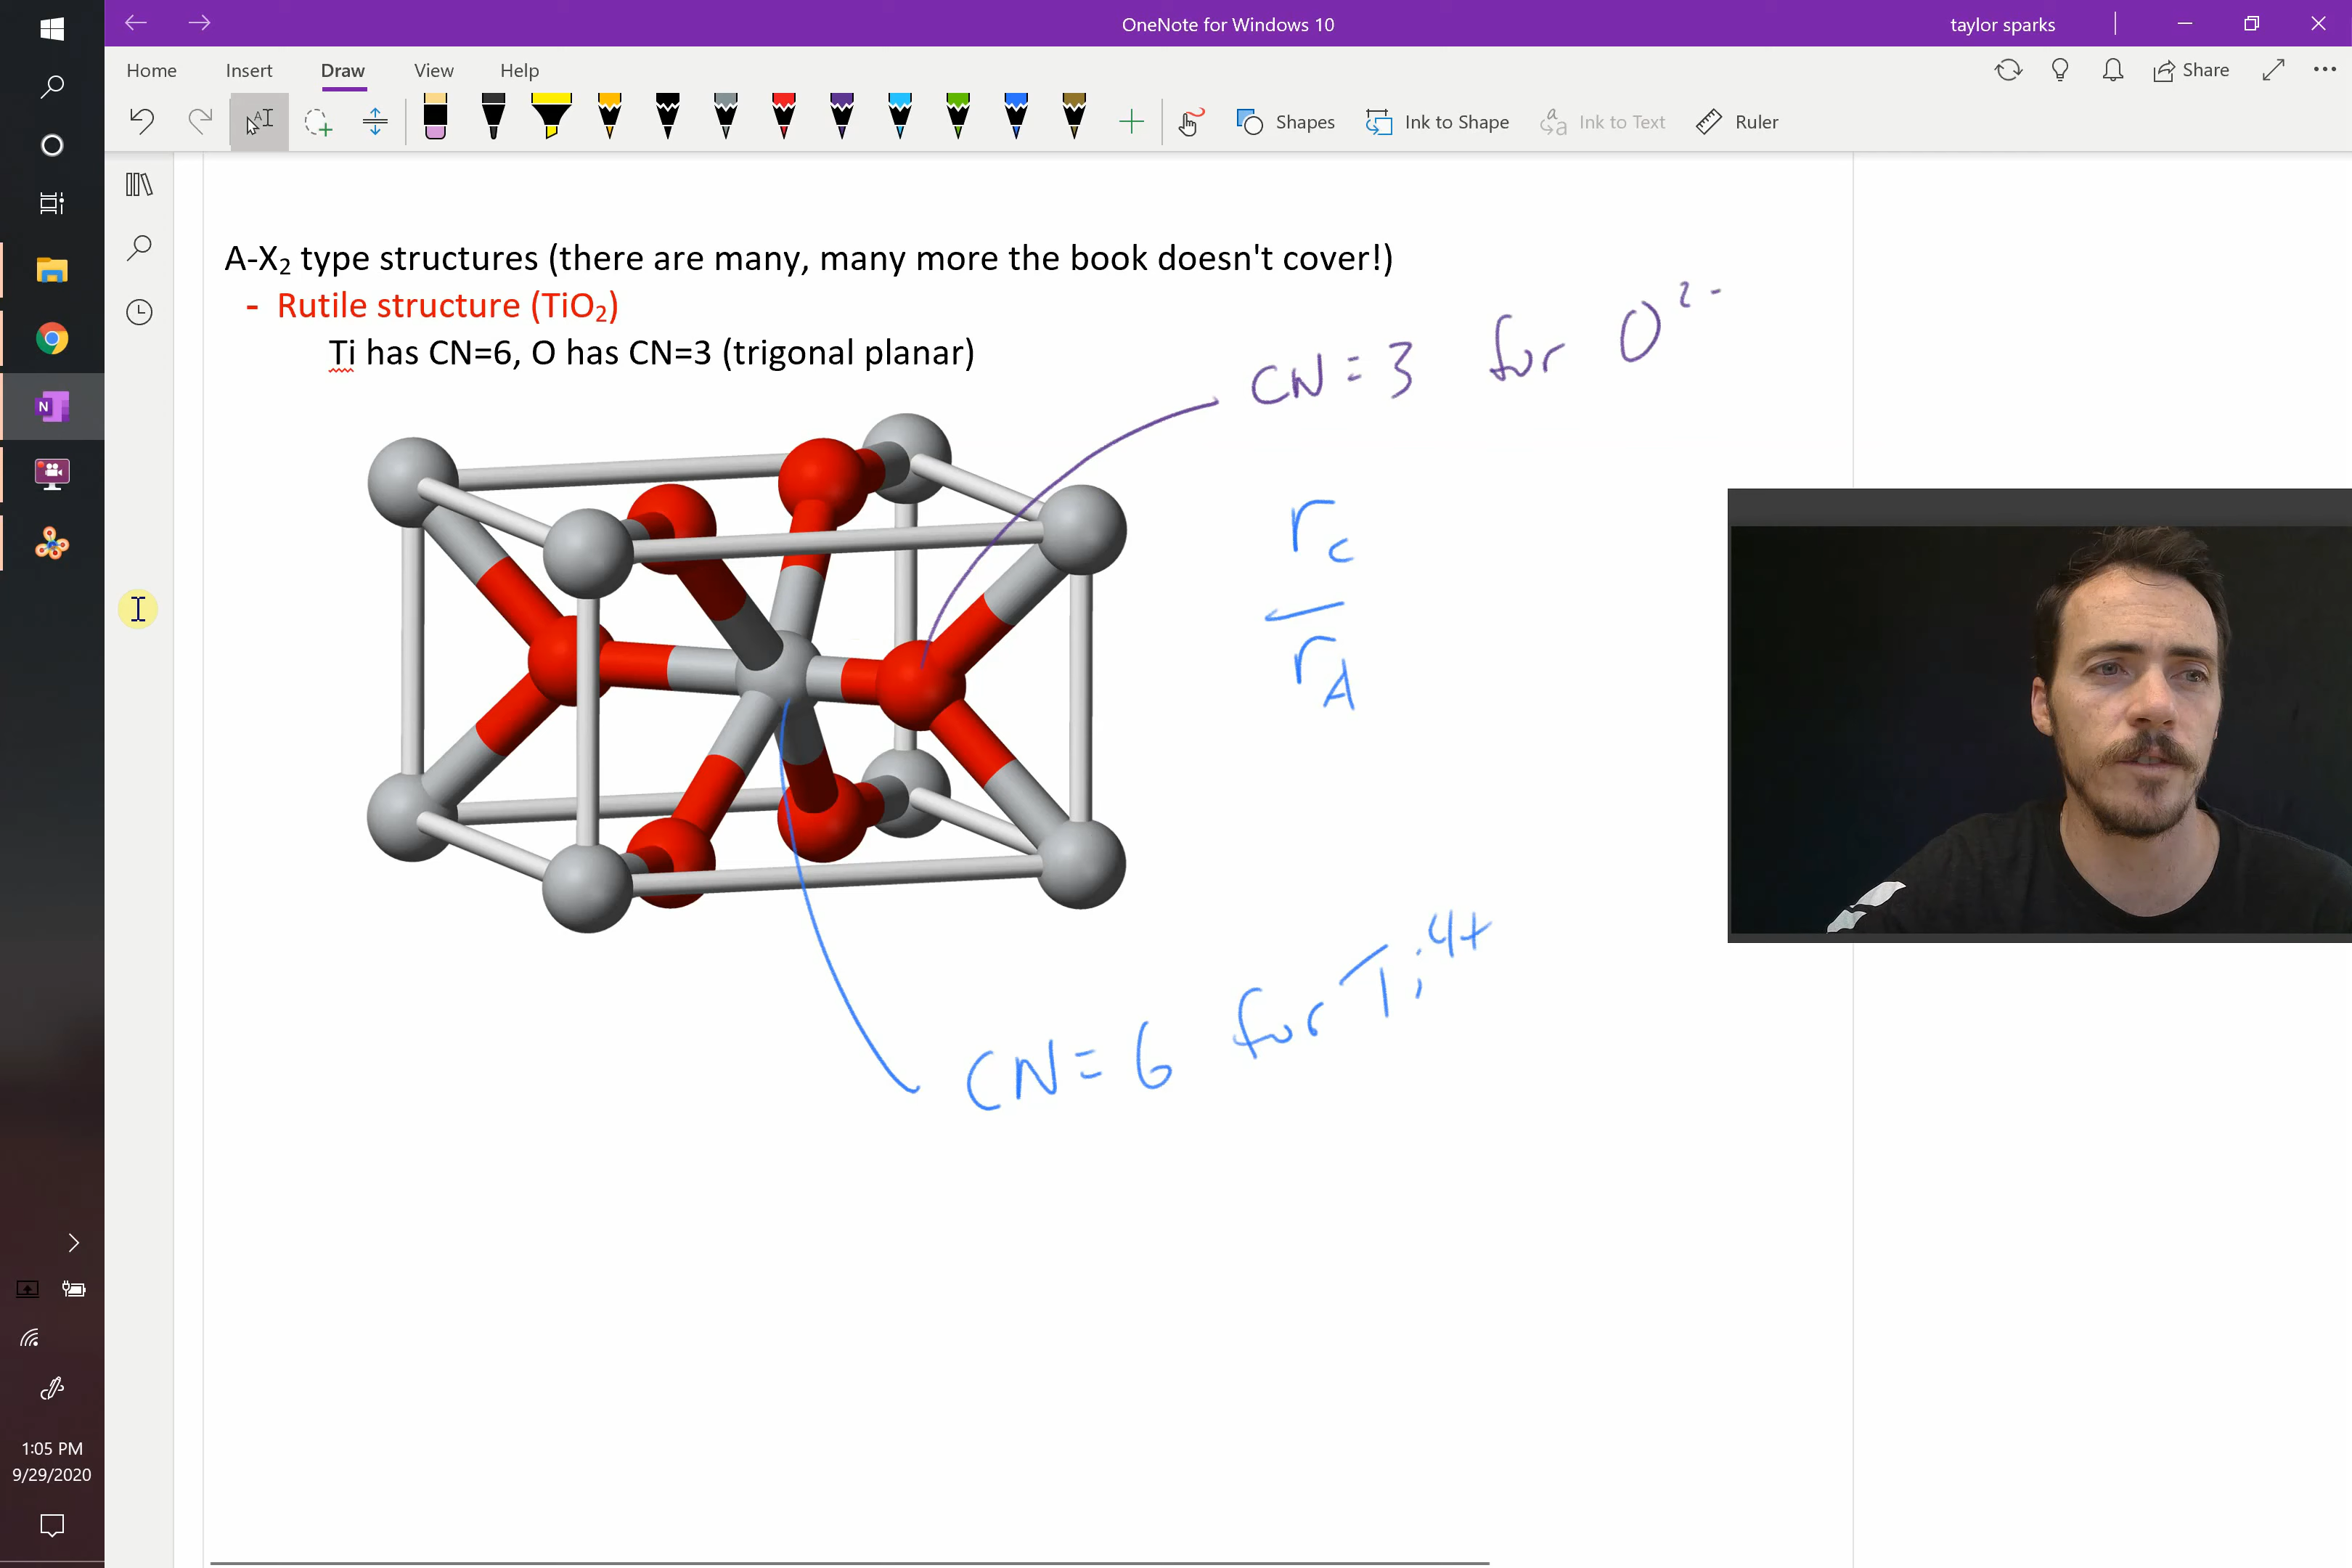 OneNote for Windows 10
taylor sparks
Home Insert Draw View Help
Share
Shapes Ink to Shape Ink to Text Ruler
A-X₂ type structures (there are many, many more the book doesn't cover!)
- Rutile structure (TiO₂)
Ti has CN=6, O has CN=3 (trigonal planar)
CN = 3 for O²⁻
r_c
r_A
CN = 6 for Ti⁴⁺
1:05 PM
9/29/2020